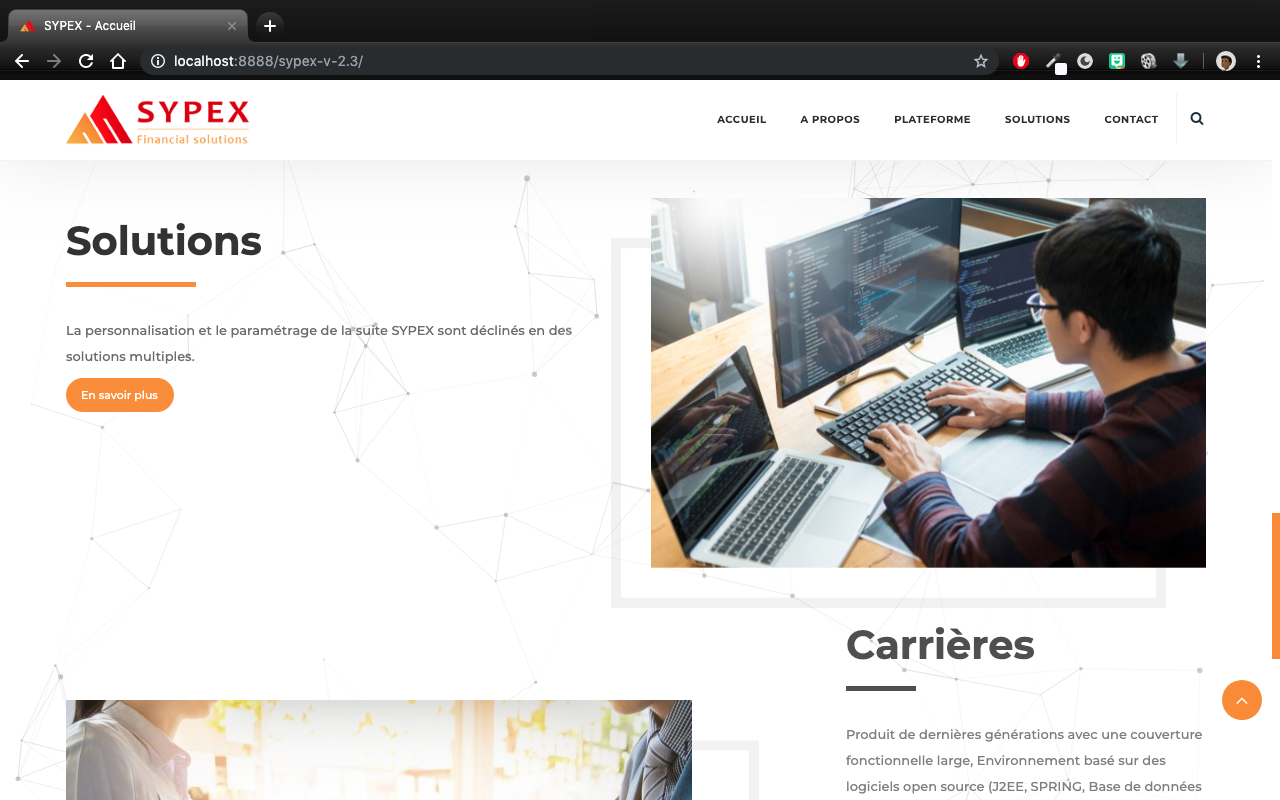 SYPEX - Accueil
localhost:8888/sypex-v-2.3/
SYPEX
Financial solutions
ACCUEIL
A PROPOS
PLATEFORME
SOLUTIONS
CONTACT
Solutions
La personnalisation et le paramétrage de la suite SYPEX sont déclinés en des
solutions multiples.
En savoir plus
Carrières
Produit de dernières générations avec une couverture
fonctionnelle large, Environnement basé sur des
logiciels open source (J2EE, SPRING, Base de données